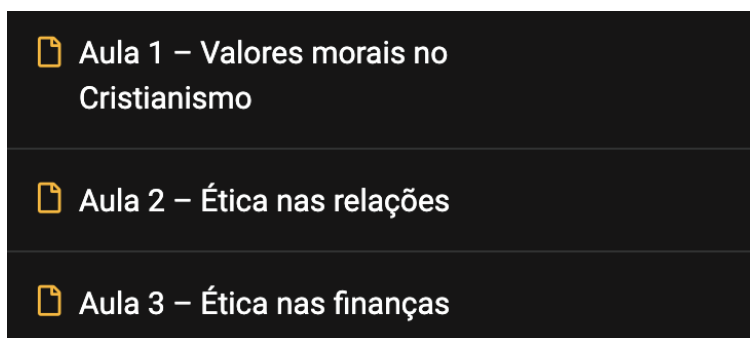 Aula 1 – Valores morais no
Cristianismo
Aula 2 – Ética nas relações
Aula 3 – Ética nas finanças